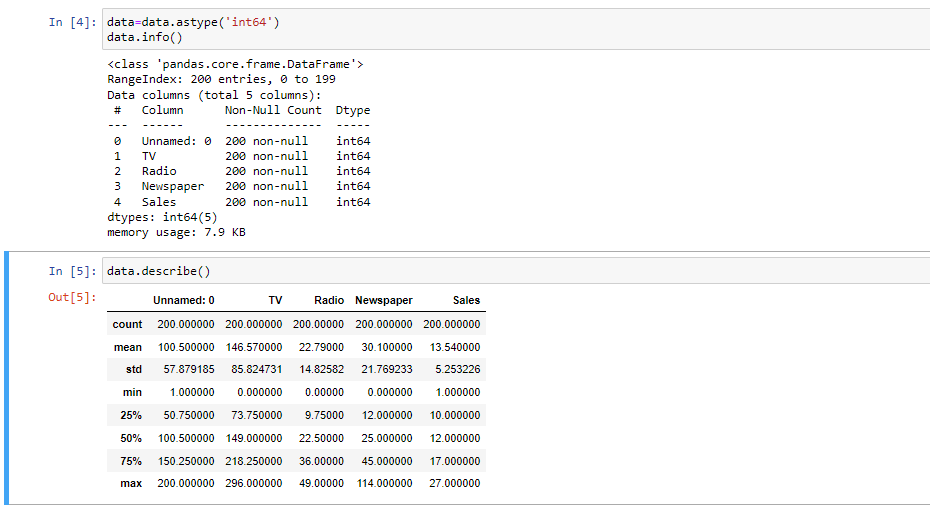 In [4]: data=data.astype('int64')
data.info()
<class 'pandas.core.frame.DataFrame'>
RangeIndex: 200 entries, 0 to 199
Data columns (total 5 columns):
#   Column      Non-Null Count  Dtype
---  ------      --------------  -----
0   Unnamed: 0  200 non-null    int64
1   TV          200 non-null    int64
2   Radio       200 non-null    int64
3   Newspaper   200 non-null    int64
4   Sales       200 non-null    int64
dtypes: int64(5)
memory usage: 7.9 KB
In [5]: data.describe()
Out[5]:
Unnamed: 0 TV Radio Newspaper Sales
count 200.000000 200.000000 200.00000 200.000000 200.000000
mean 100.500000 146.570000 22.79000 30.100000 13.540000
std 57.879185 85.824731 14.82582 21.769233 5.253226
min 1.000000 0.000000 0.00000 0.000000 1.000000
25% 50.750000 73.750000 9.75000 12.000000 10.000000
50% 100.500000 149.000000 22.50000 25.000000 12.000000
75% 150.250000 218.250000 36.00000 45.000000 17.000000
max 200.000000 296.000000 49.00000 114.000000 27.000000